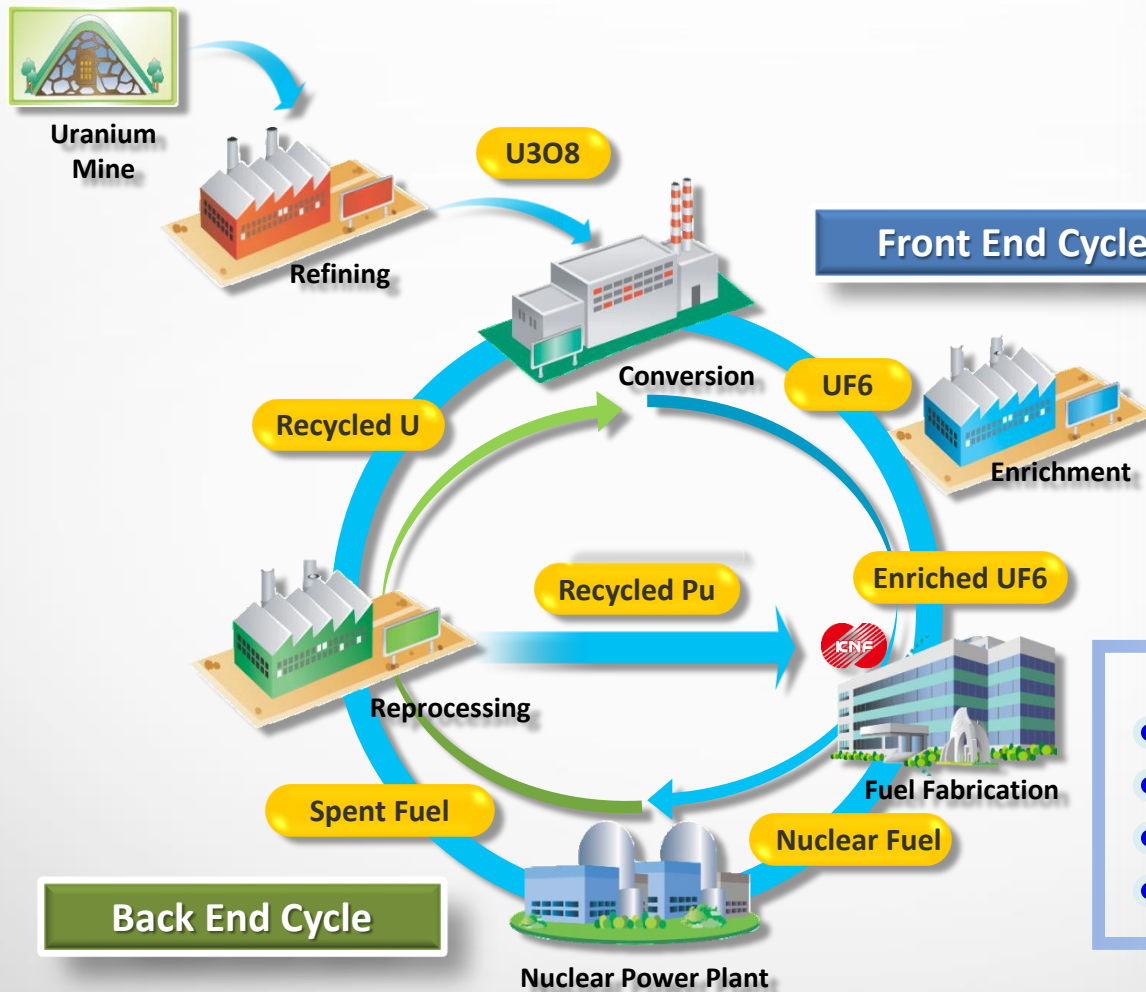 Uranium
Mine
U3O8
Refining
Front End Cycle
Conversion
UF6
Recycled U
Enrichment
Recycled Pu
Enriched UF6
KNF
Reprocessing
Fuel Fabrication
Spent Fuel
Nuclear Fuel
Back End Cycle
Nuclear Power Plant